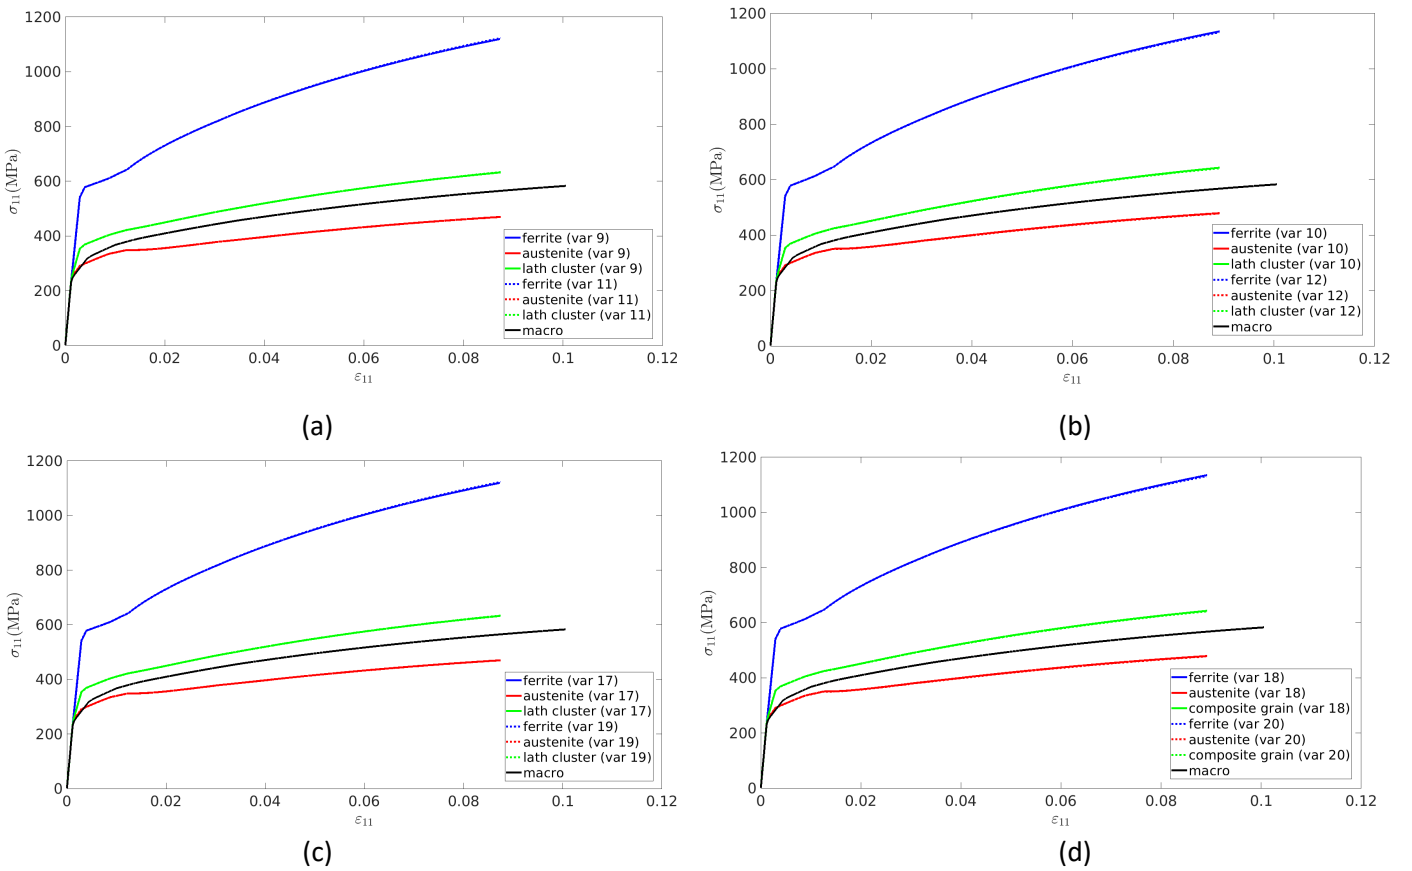 1200
1000
800
600
400
200
0
σ11(MPa)
0 0.02 0.04 0.06 0.08 0.1 0.12
ε11
ferrite (var 9)
austenite (var 9)
lath cluster (var 9)
ferrite (var 11)
austenite (var 11)
lath cluster (var 11)
macro
(a)
1200
1000
800
600
400
200
0
σ11(MPa)
0 0.02 0.04 0.06 0.08 0.1 0.12
ε11
ferrite (var 10)
austenite (var 10)
lath cluster (var 10)
ferrite (var 12)
austenite (var 12)
lath cluster (var 12)
macro
(b)
1200
1000
800
600
400
200
0
σ11(MPa)
0 0.02 0.04 0.06 0.08 0.1 0.12
ε11
ferrite (var 17)
austenite (var 17)
lath cluster (var 17)
ferrite (var 19)
austenite (var 19)
lath cluster (var 19)
macro
(c)
1200
1000
800
600
400
200
0
σ11(MPa)
0 0.02 0.04 0.06 0.08 0.1 0.12
ε11
ferrite (var 18)
austenite (var 18)
composite grain (var 18)
ferrite (var 20)
austenite (var 20)
composite grain (var 20)
macro
(d)